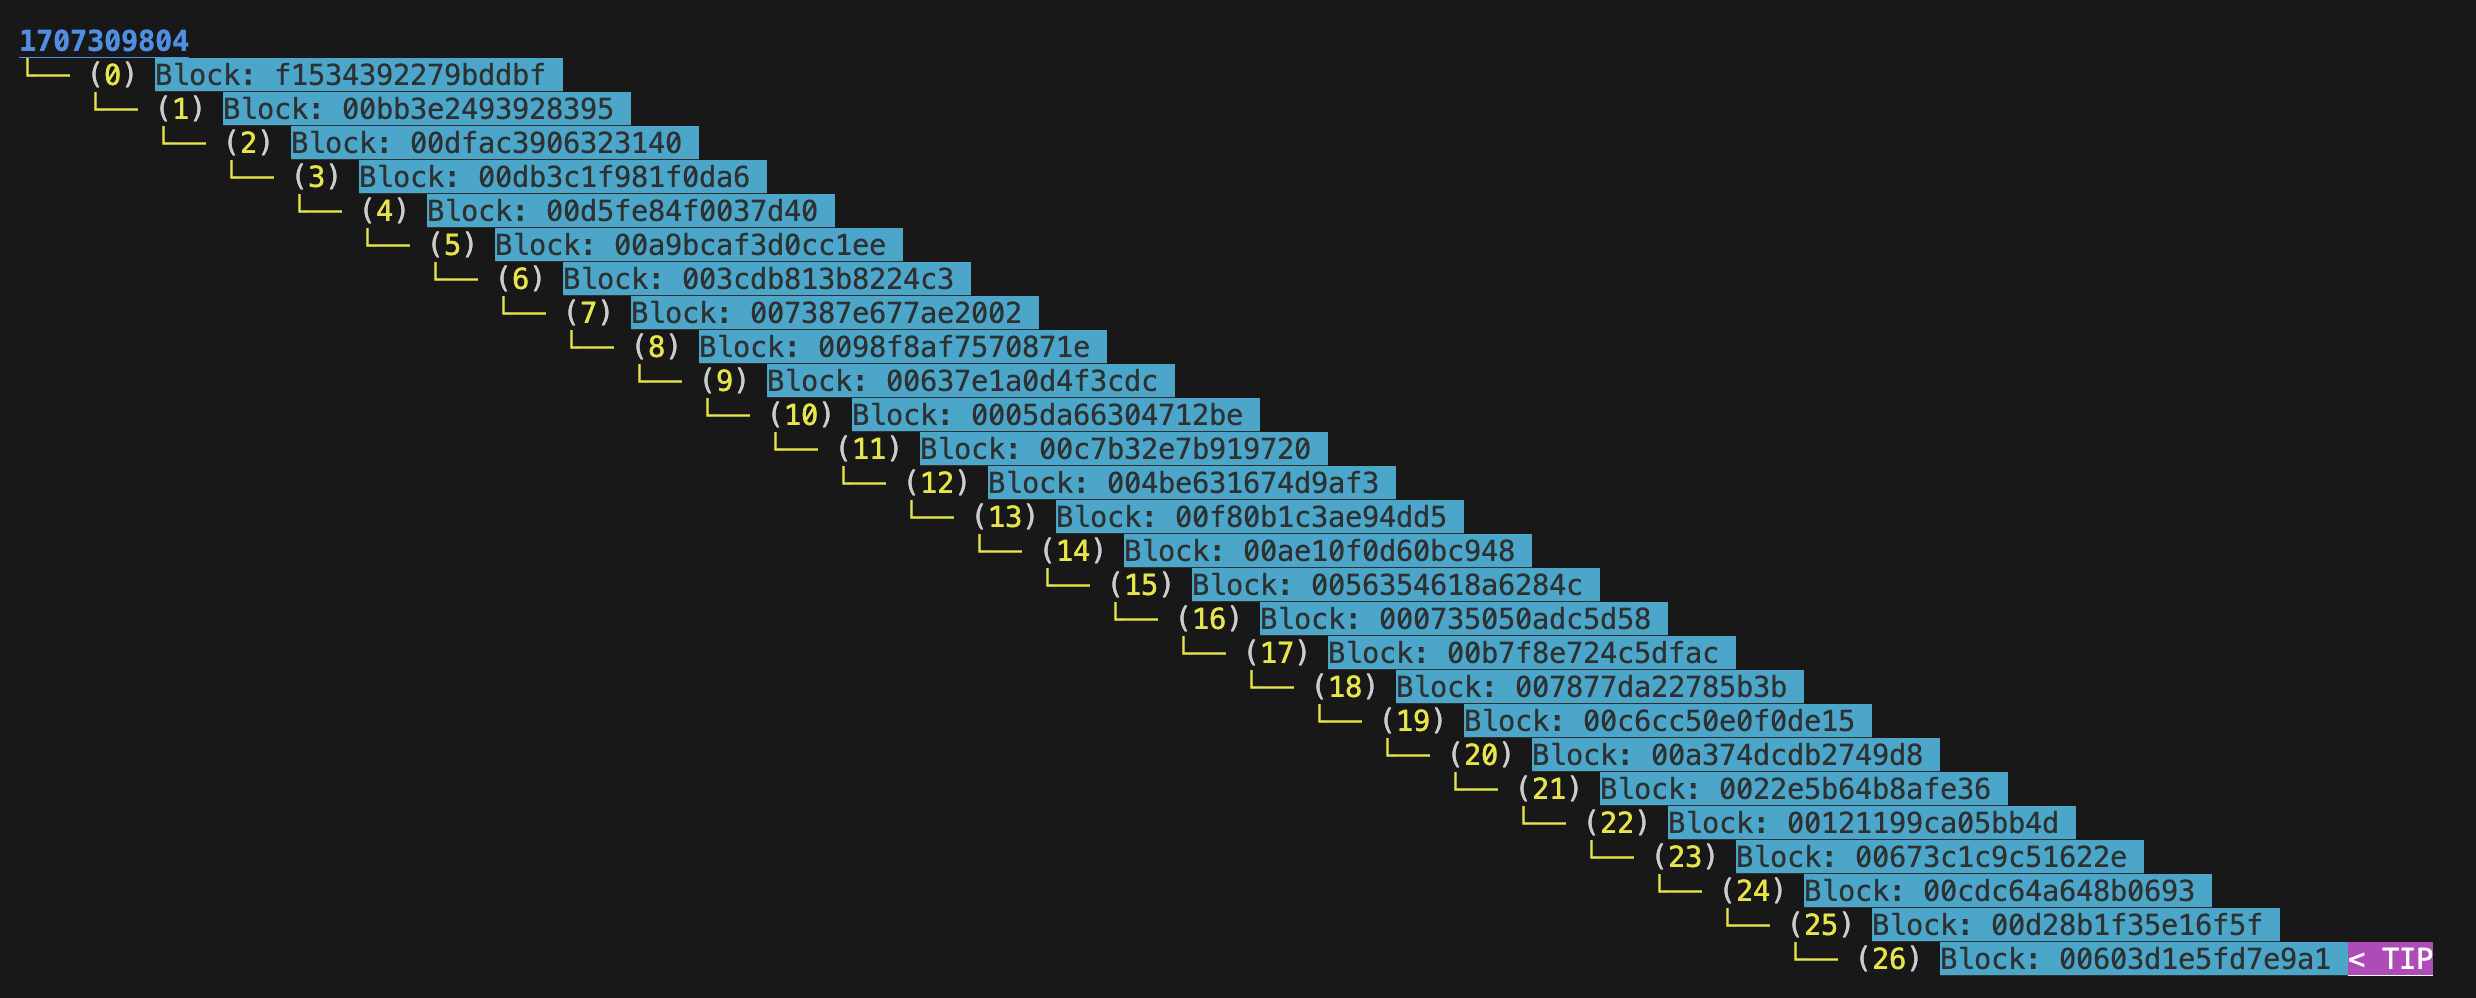 1707309804
└── (0) Block: f1534392279bddbf
└── (1) Block: 00bb3e2493928395
└── (2) Block: 00dfac3906323140
└── (3) Block: 00db3c1f981f0da6
└── (4) Block: 00d5fe84f0037d40
└── (5) Block: 00a9bcaf3d0cc1ee
└── (6) Block: 003cdb813b8224c3
└── (7) Block: 007387e677ae2002
└── (8) Block: 0098f8af7570871e
└── (9) Block: 00637e1a0d4f3cdc
└── (10) Block: 0005da66304712be
└── (11) Block: 00c7b32e7b919720
└── (12) Block: 004be631674d9af3
└── (13) Block: 00f80b1c3ae94dd5
└── (14) Block: 00ae10f0d60bc948
└── (15) Block: 0056354618a6284c
└── (16) Block: 000735050adc5d58
└── (17) Block: 00b7f8e724c5dfac
└── (18) Block: 007877da22785b3b
└── (19) Block: 00c6cc50e0f0de15
└── (20) Block: 00a374dcdb2749d8
└── (21) Block: 0022e5b64b8afe36
└── (22) Block: 00121199ca05bb4d
└── (23) Block: 00673c1c9c51622e
└── (24) Block: 00cdc64a648b0693
└── (25) Block: 00d28b1f35e16f5f
└── (26) Block: 00603d1e5fd7e9a1 < TIP